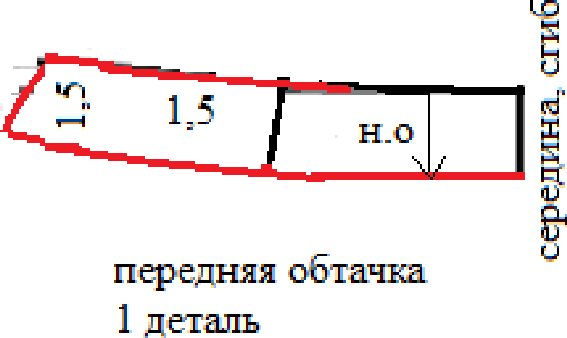 1,5
1,5
н.о
середина, сгиб
передняя обтачка
1 деталь